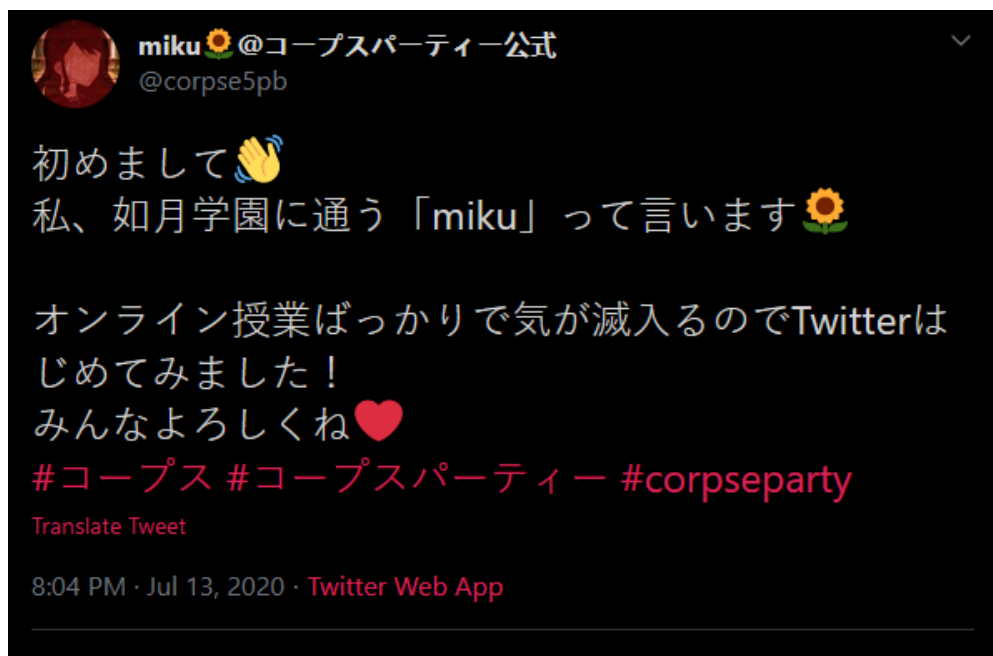 miku🌻@コープスパーティー公式
@corpse5pb
初めまして👋
私、如月学園に通う「miku」って言います🌻
オンライン授業ばっかりで気が滅入るのでTwitterは
じめてみました！
みんなよろしくね❤️
#コープス #コープスパーティー #corpseparty
Translate Tweet
8:04 PM · Jul 13, 2020 · Twitter Web App